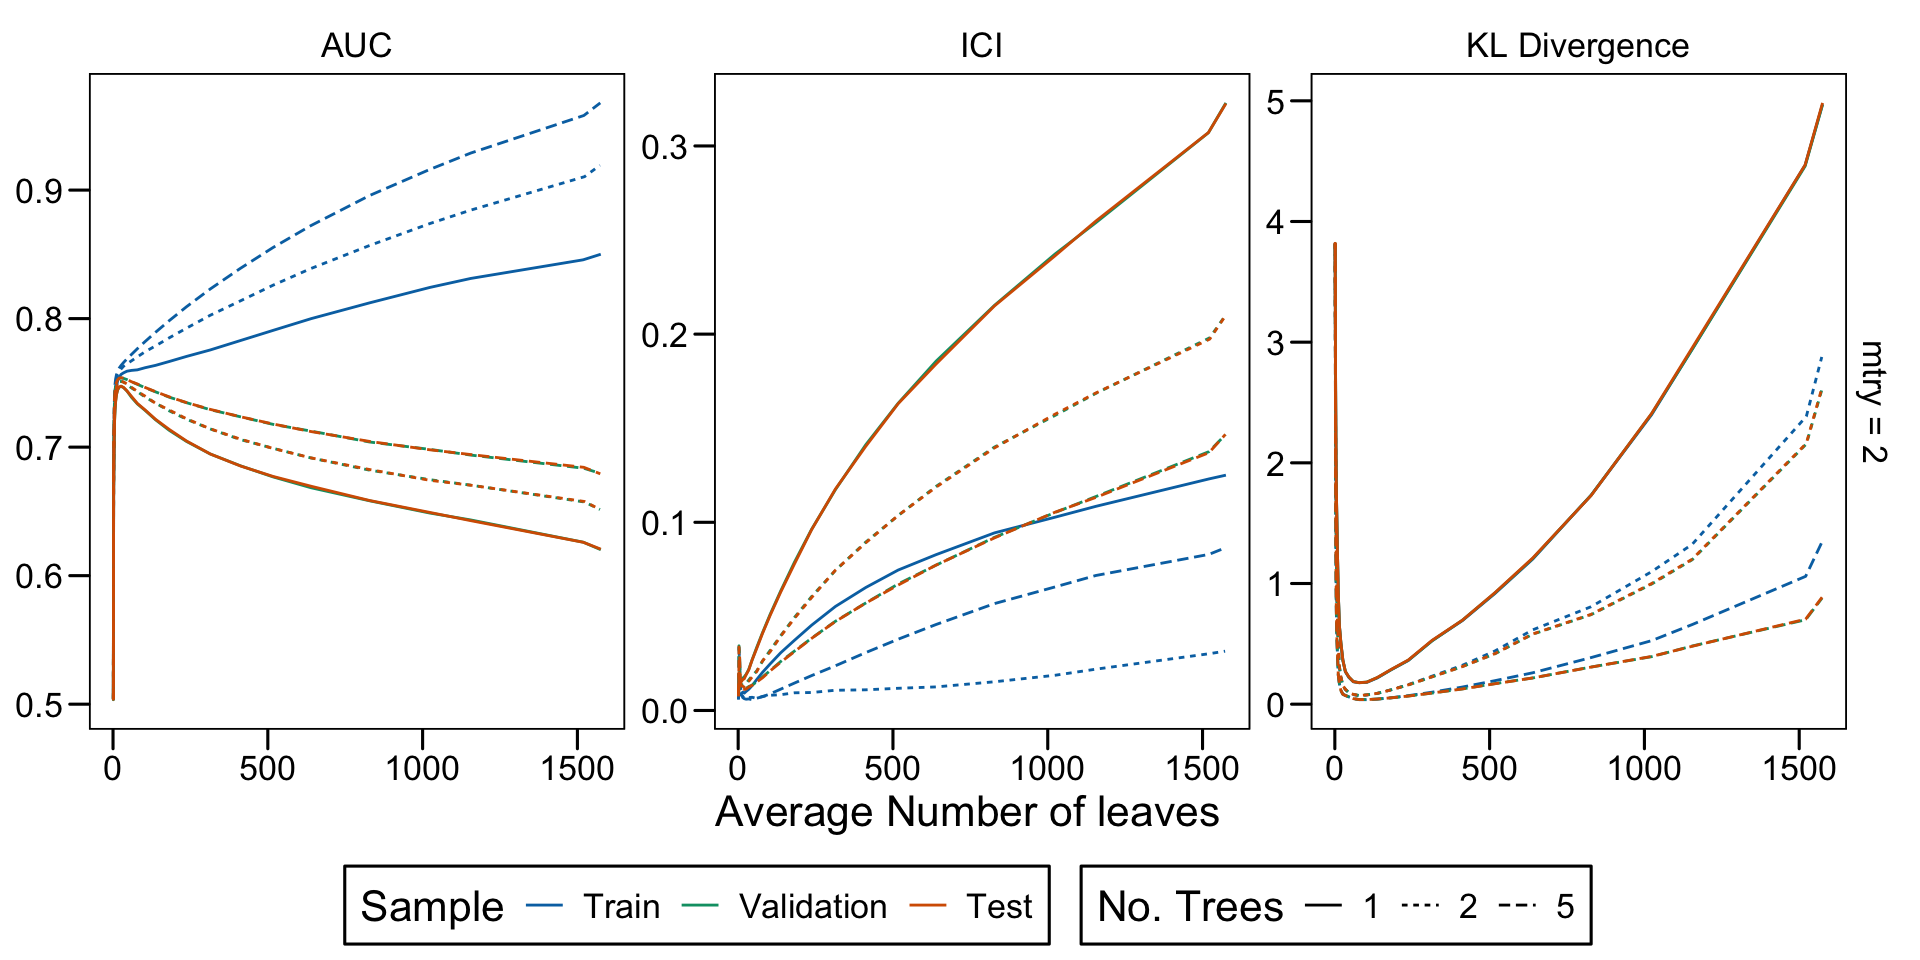 AUC
ICI
KL Divergence
0.9
0.8
0.7
0.6
0.5
0 500 1000 1500
0.3
0.2
0.1
0.0
0 500 1000 1500
5
4
3
2
1
0
0 500 1000 1500
mtry = 2
Average Number of leaves
Sample Train Validation Test
No. Trees 1 2 5